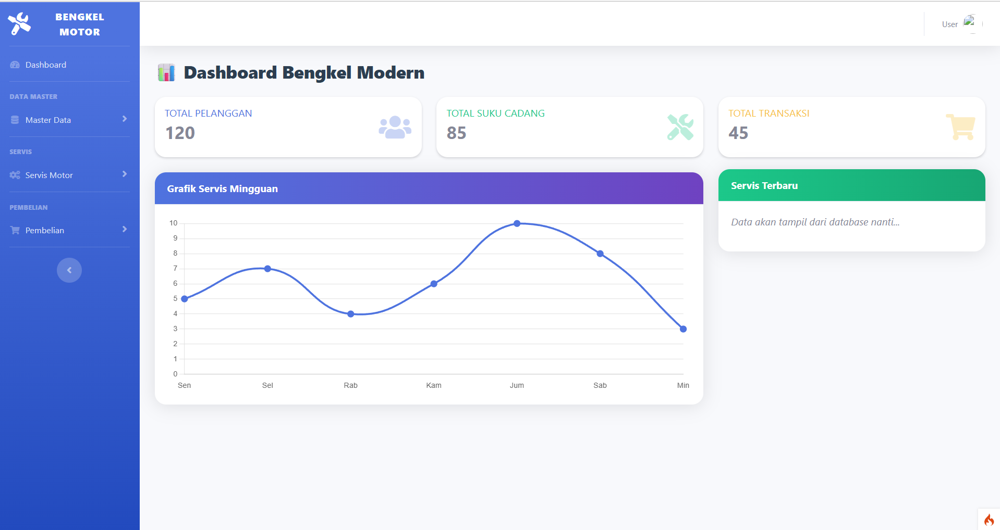 BENGKEL
MOTOR
Dashboard
DATA MASTER
Master Data
SERVIS
Servis Motor
PEMBELIAN
Pembelian
User
Dashboard Bengkel Modern
TOTAL PELANGGAN
120
TOTAL SUKU CADANG
85
TOTAL TRANSAKSI
45
Grafik Servis Mingguan
10
9
8
7
6
5
4
3
2
1
0
Sen Sel Rab Kam Jum Sab Min
Servis Terbaru
Data akan tampil dari database nanti...